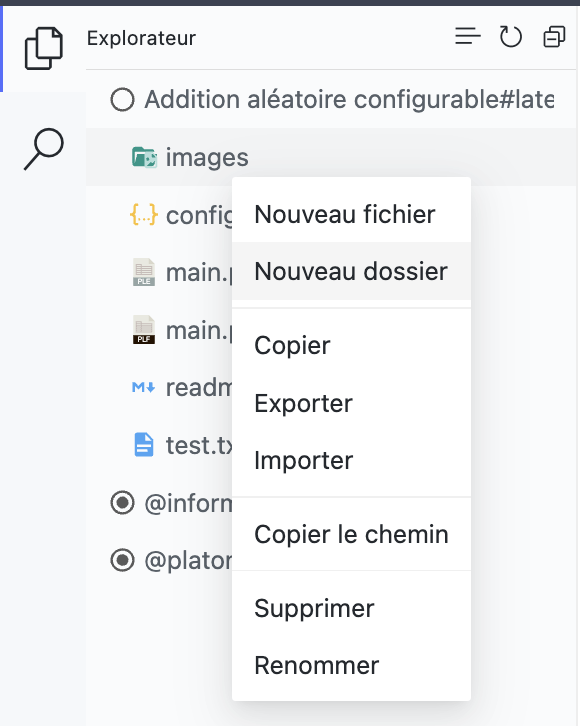 Explorateur
Addition aléatoire configurable#late
images
{...} config
Nouveau fichier
PLE main.
Nouveau dossier
PLF main.
Copier
M readm
Exporter
test.tx
Importer
@inform
Copier le chemin
@platon
Supprimer
Renommer